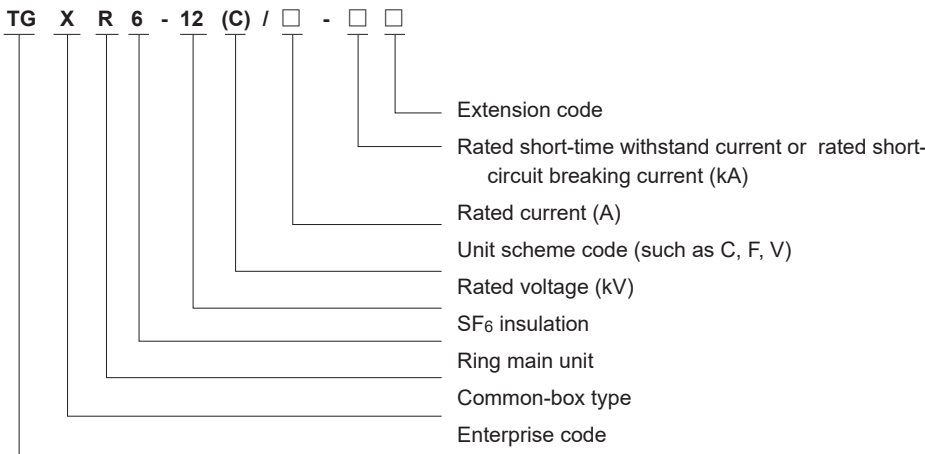 TG X R 6 - 12 (C) / □ - □ □
Extension code
Rated short-time withstand current or rated short-
circuit breaking current (kA)
Rated current (A)
Unit scheme code (such as C, F, V)
Rated voltage (kV)
SF6 insulation
Ring main unit
Common-box type
Enterprise code